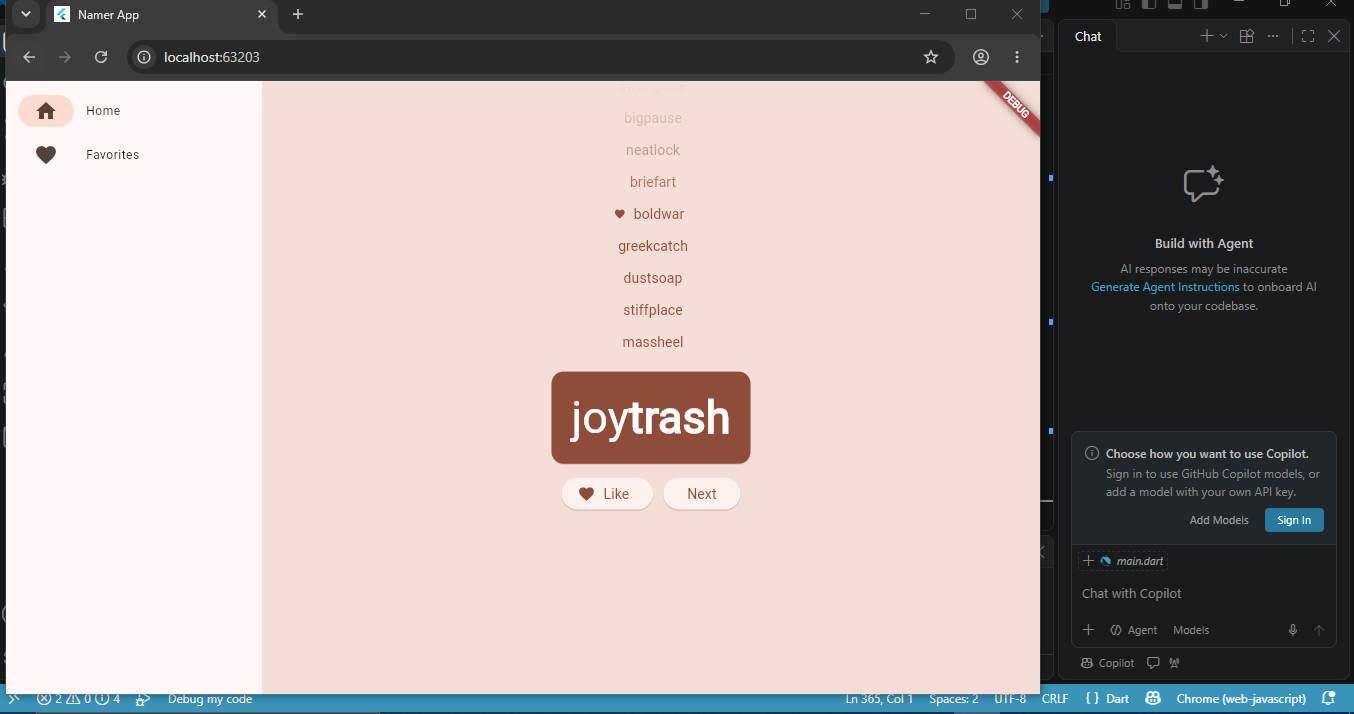 Namer App
localhost:63203
Chat
Home
Favorites
DEBUG
bigpause
neatlock
briefart
boldwar
greekcatch
dustsoap
stiffplace
massheel
joytrash
Like
Next
Build with Agent
AI responses may be inaccurate
Generate Agent Instructions to onboard AI
onto your codebase.
Choose how you want to use Copilot.
Sign in to use GitHub Copilot models, or
add a model with your own API key.
Add Models
Sign In
main.dart
Chat with Copilot
Agent
Models
Copilot
2
0
4
Debug my code
Ln 365, Col 1
Spaces: 2
UTF-8
CRLF
{ } Dart
Chrome (web-javascript)